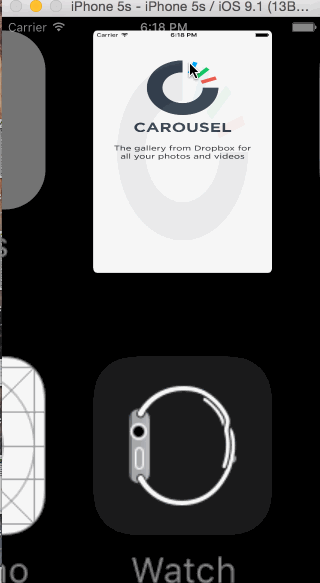 iPhone 5s - iPhone 5s / iOS 9.1 (13B...
Carrier 6:18 PM
Carrier 6:18 PM
CAROUSEL
The gallery from Dropbox for
all your photos and videos
s
no
Watch